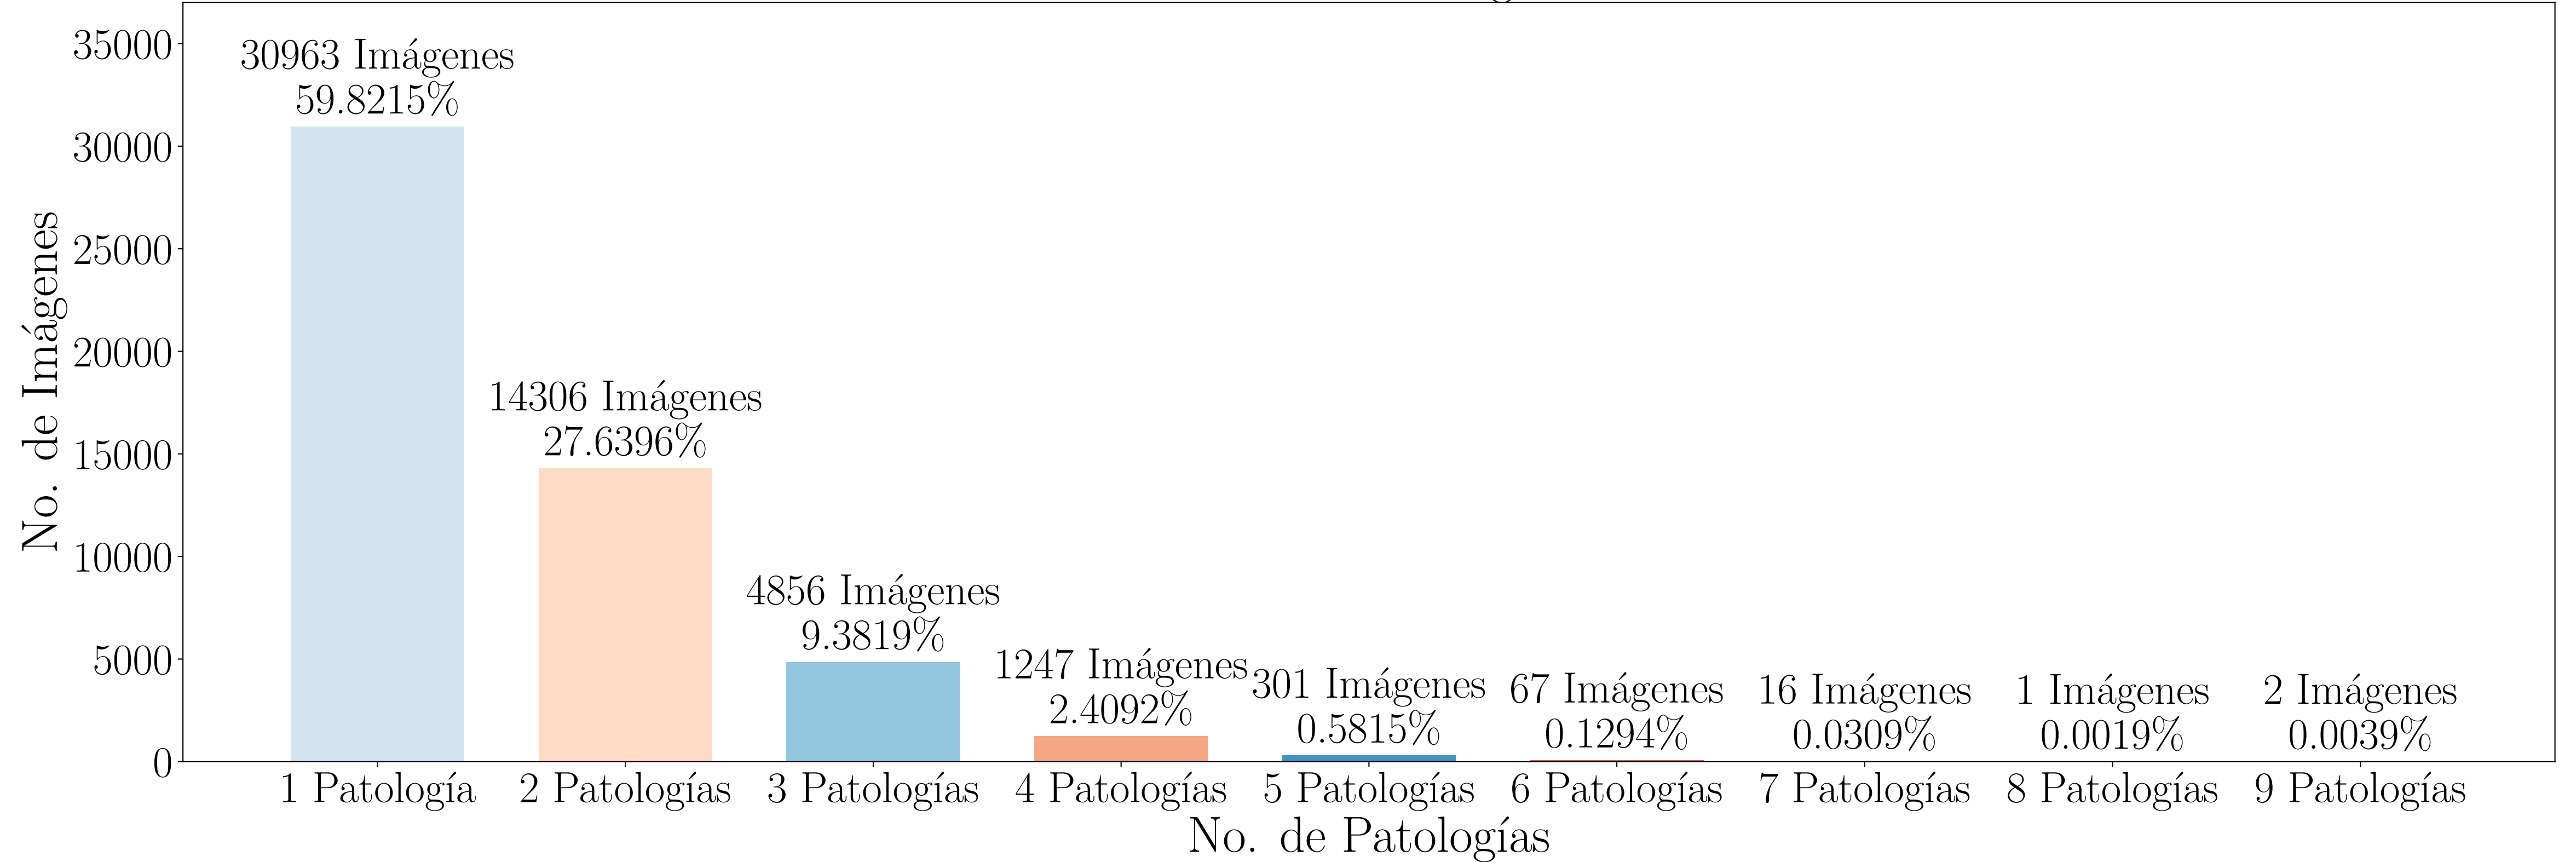 No. de Imágenes
35000
30000
25000
20000
15000
10000
5000
0
30963 Imágenes
59.8215%
14306 Imágenes
27.6396%
4856 Imágenes
9.3819%
1247 Imágenes
2.4092%
301 Imágenes
0.5815%
67 Imágenes
0.1294%
16 Imágenes
0.0309%
1 Imágenes
0.0019%
2 Imágenes
0.0039%
1 Patología
2 Patologías
3 Patologías
4 Patologías
5 Patologías
6 Patologías
7 Patologías
8 Patologías
9 Patologías
No. de Patologías